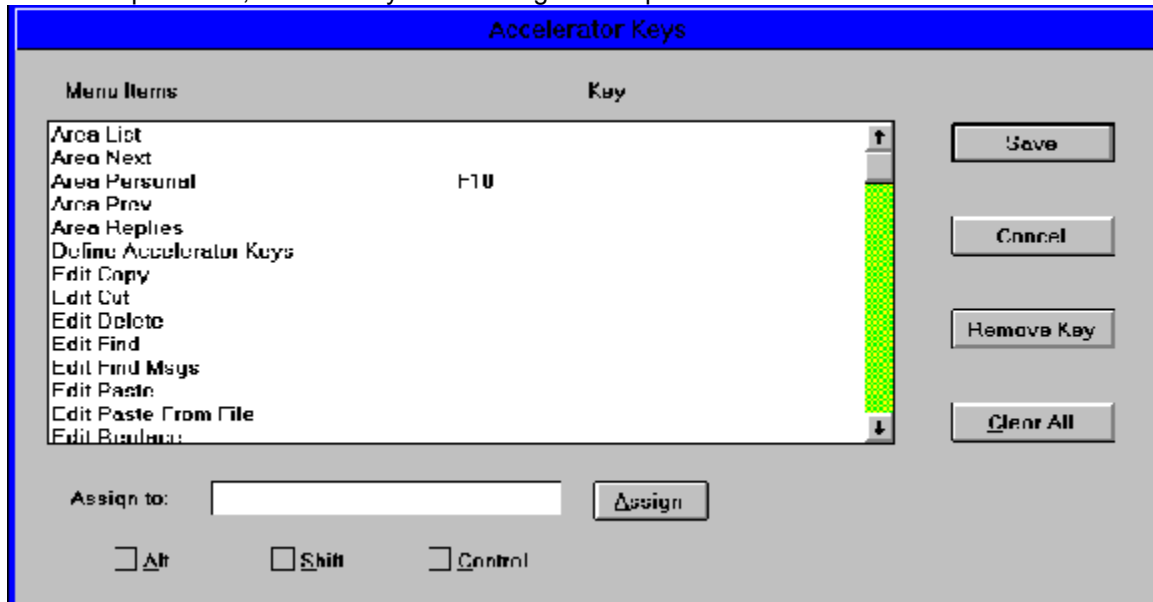 Accelerator Keys
Menu Items Key
Area List
Area Next
Area Personal F10
Area Prev
Area Replies
Define Accelerator Keys
Edit Copy
Edit Cut
Edit Delete
Edit Find
Edit Find Msgs
Edit Paste
Edit Paste From File
Edit Replace
Save
Cancel
Remove Key
Clear All
Assign to: Assign
Alt Shift Control